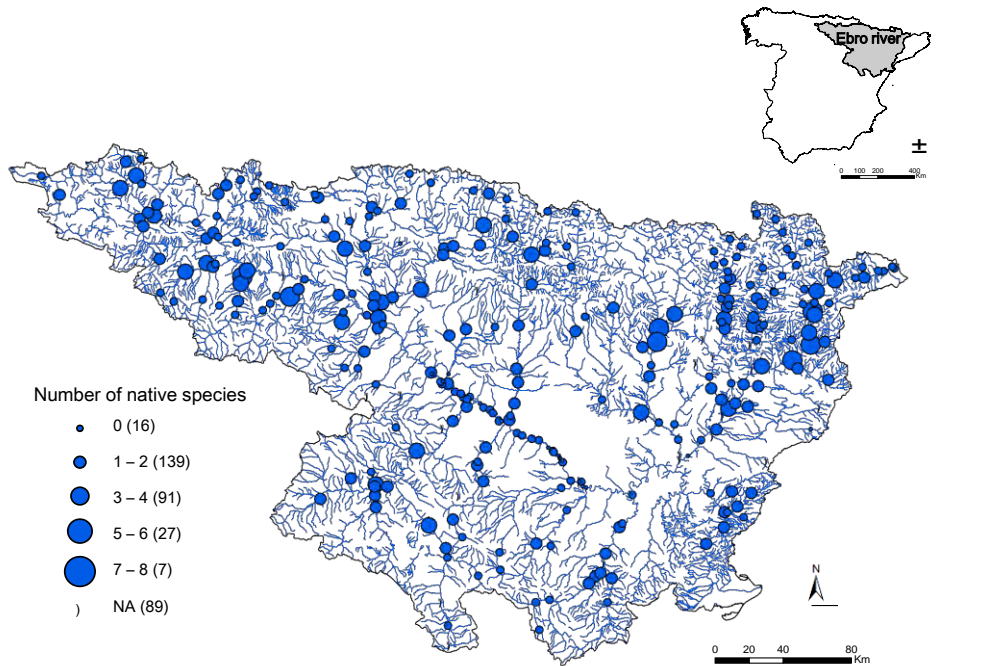 Ebro river
±
0 100 200 400
Km
Number of native species
0 (16)
1 – 2 (139)
3 – 4 (91)
5 – 6 (27)
7 – 8 (7)
) NA (89)
N
0 20 40 80
Km